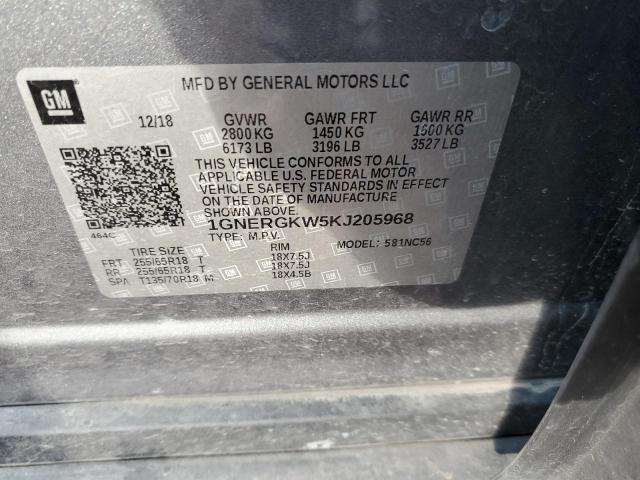 GM
MFD BY GENERAL MOTORS LLC
12/18 GVWR GAWR FRT GAWR RR
2800 KG 1450 KG 1600 KG
6173 LB 3196 LB 3527 LB
THIS VEHICLE CONFORMS TO ALL
APPLICABLE U.S. FEDERAL MOTOR
VEHICLE SAFETY STANDARDS IN EFFECT
ON THE DATE OF MANUFACTURE
SHOWN ABOVE.
1GNERGKW5KJ205968
464C
TYPE: M.P.V. MODEL: 581NC56
TIRE SIZE RIM
FRT 255/65R18 T 18X7.5J
RR 255/65R18 T 18X7.5J
SPA T135/70R18 M 18X4.5B